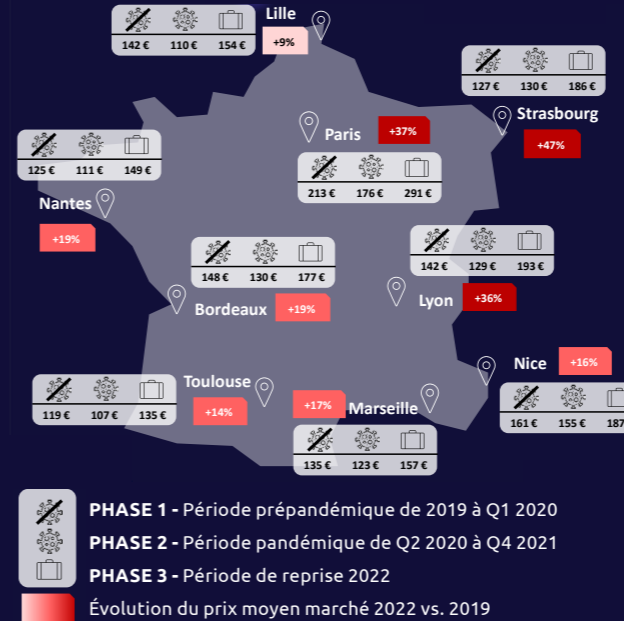 Lille
142 € 110 € 154 €
+9%
127 € 130 € 186 €
Strasbourg
+47%
Paris
+37%
213 € 176 € 291 €
125 € 111 € 149 €
Nantes
+19%
148 € 130 € 177 €
Bordeaux
+19%
142 € 129 € 193 €
Lyon
+36%
Nice
+16%
161 € 155 € 187
Toulouse
119 € 107 € 135 €
+14%
+17%
Marseille
135 € 123 € 157 €
PHASE 1 - Période prépandémique de 2019 à Q1 2020
PHASE 2 - Période pandémique de Q2 2020 à Q4 2021
PHASE 3 - Période de reprise 2022
Évolution du prix moyen marché 2022 vs. 2019